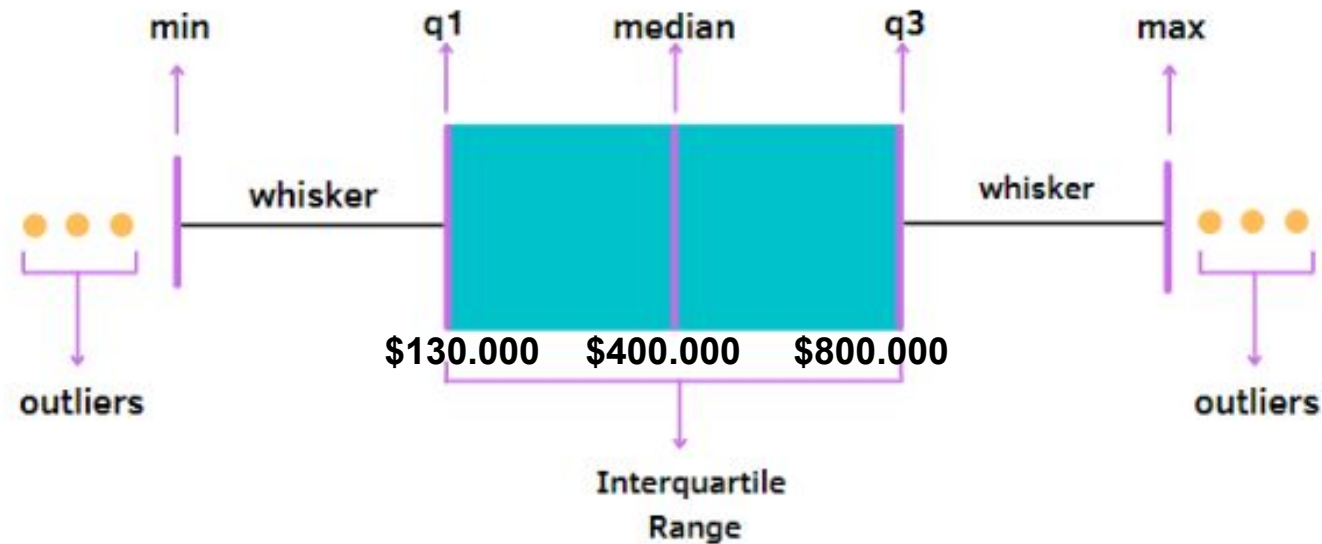 min
q1
median
q3
max
whisker
whisker
$130.000
$400.000
$800.000
outliers
outliers
Interquartile
Range